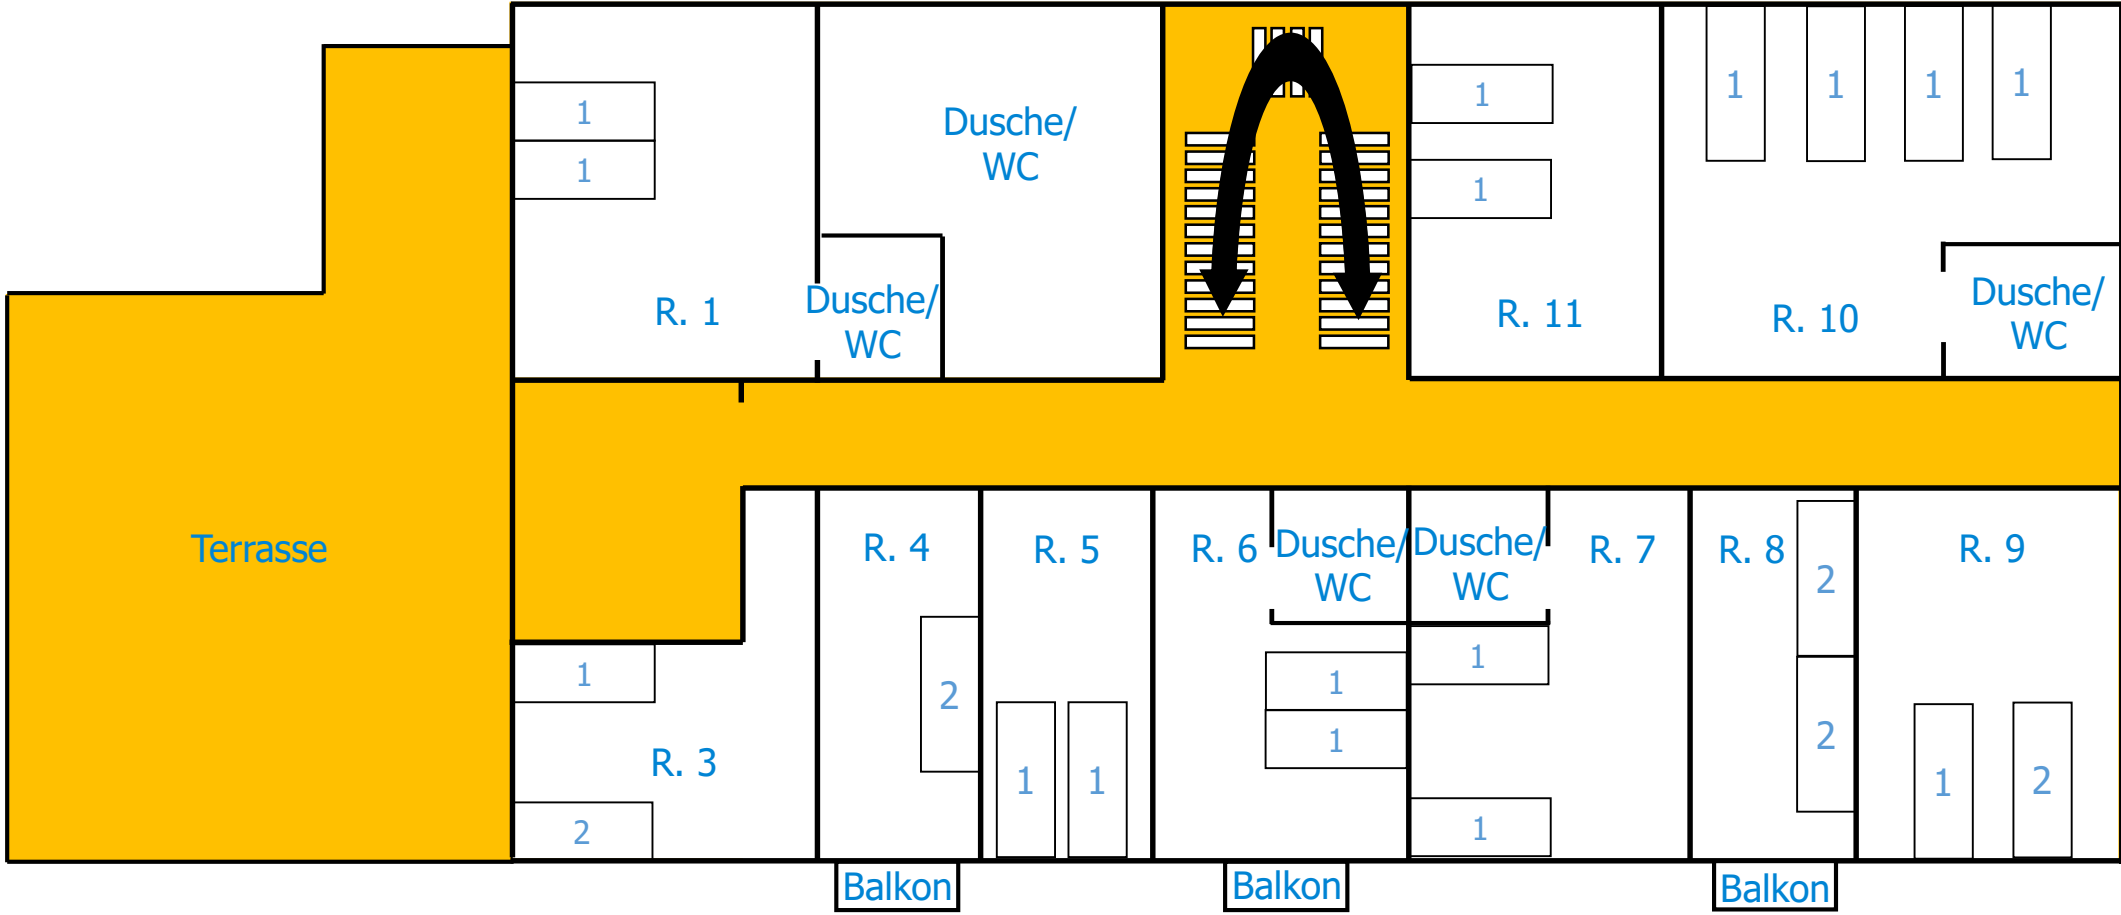 1
1
R. 1
Dusche/
WC
Dusche/
WC
1
1
R. 11
1
1
1
1
R. 10
Dusche/
WC
Terrasse
1
R. 3
2
R. 4
2
R. 5
1
1
R. 6
Dusche/
WC
1
1
Dusche/
WC
R. 7
1
1
R. 8
2
2
R. 9
1
2
Balkon
Balkon
Balkon